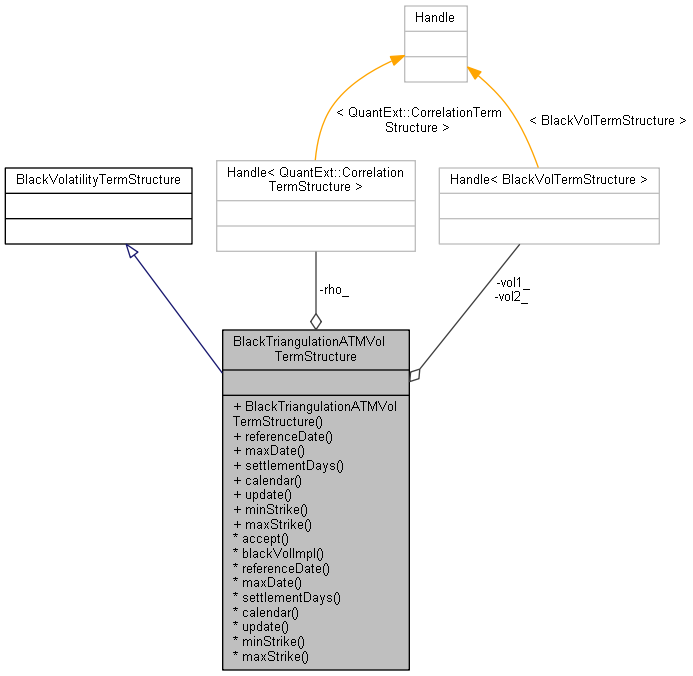 Handle
< QuantExt::CorrelationTerm
Structure >
< BlackVolTermStructure >
BlackVolatilityTermStructure
Handle< QuantExt::Correlation
TermStructure >
Handle< BlackVolTermStructure >
-rho_
-vol1_
-vol2_
BlackTriangulationATMVol
TermStructure
+ BlackTriangulationATMVol
TermStructure()
+ referenceDate()
+ maxDate()
+ settlementDays()
+ calendar()
+ update()
+ minStrike()
+ maxStrike()
* accept()
* blackVolImpl()
* referenceDate()
* maxDate()
* settlementDays()
* calendar()
* update()
* minStrike()
* maxStrike()